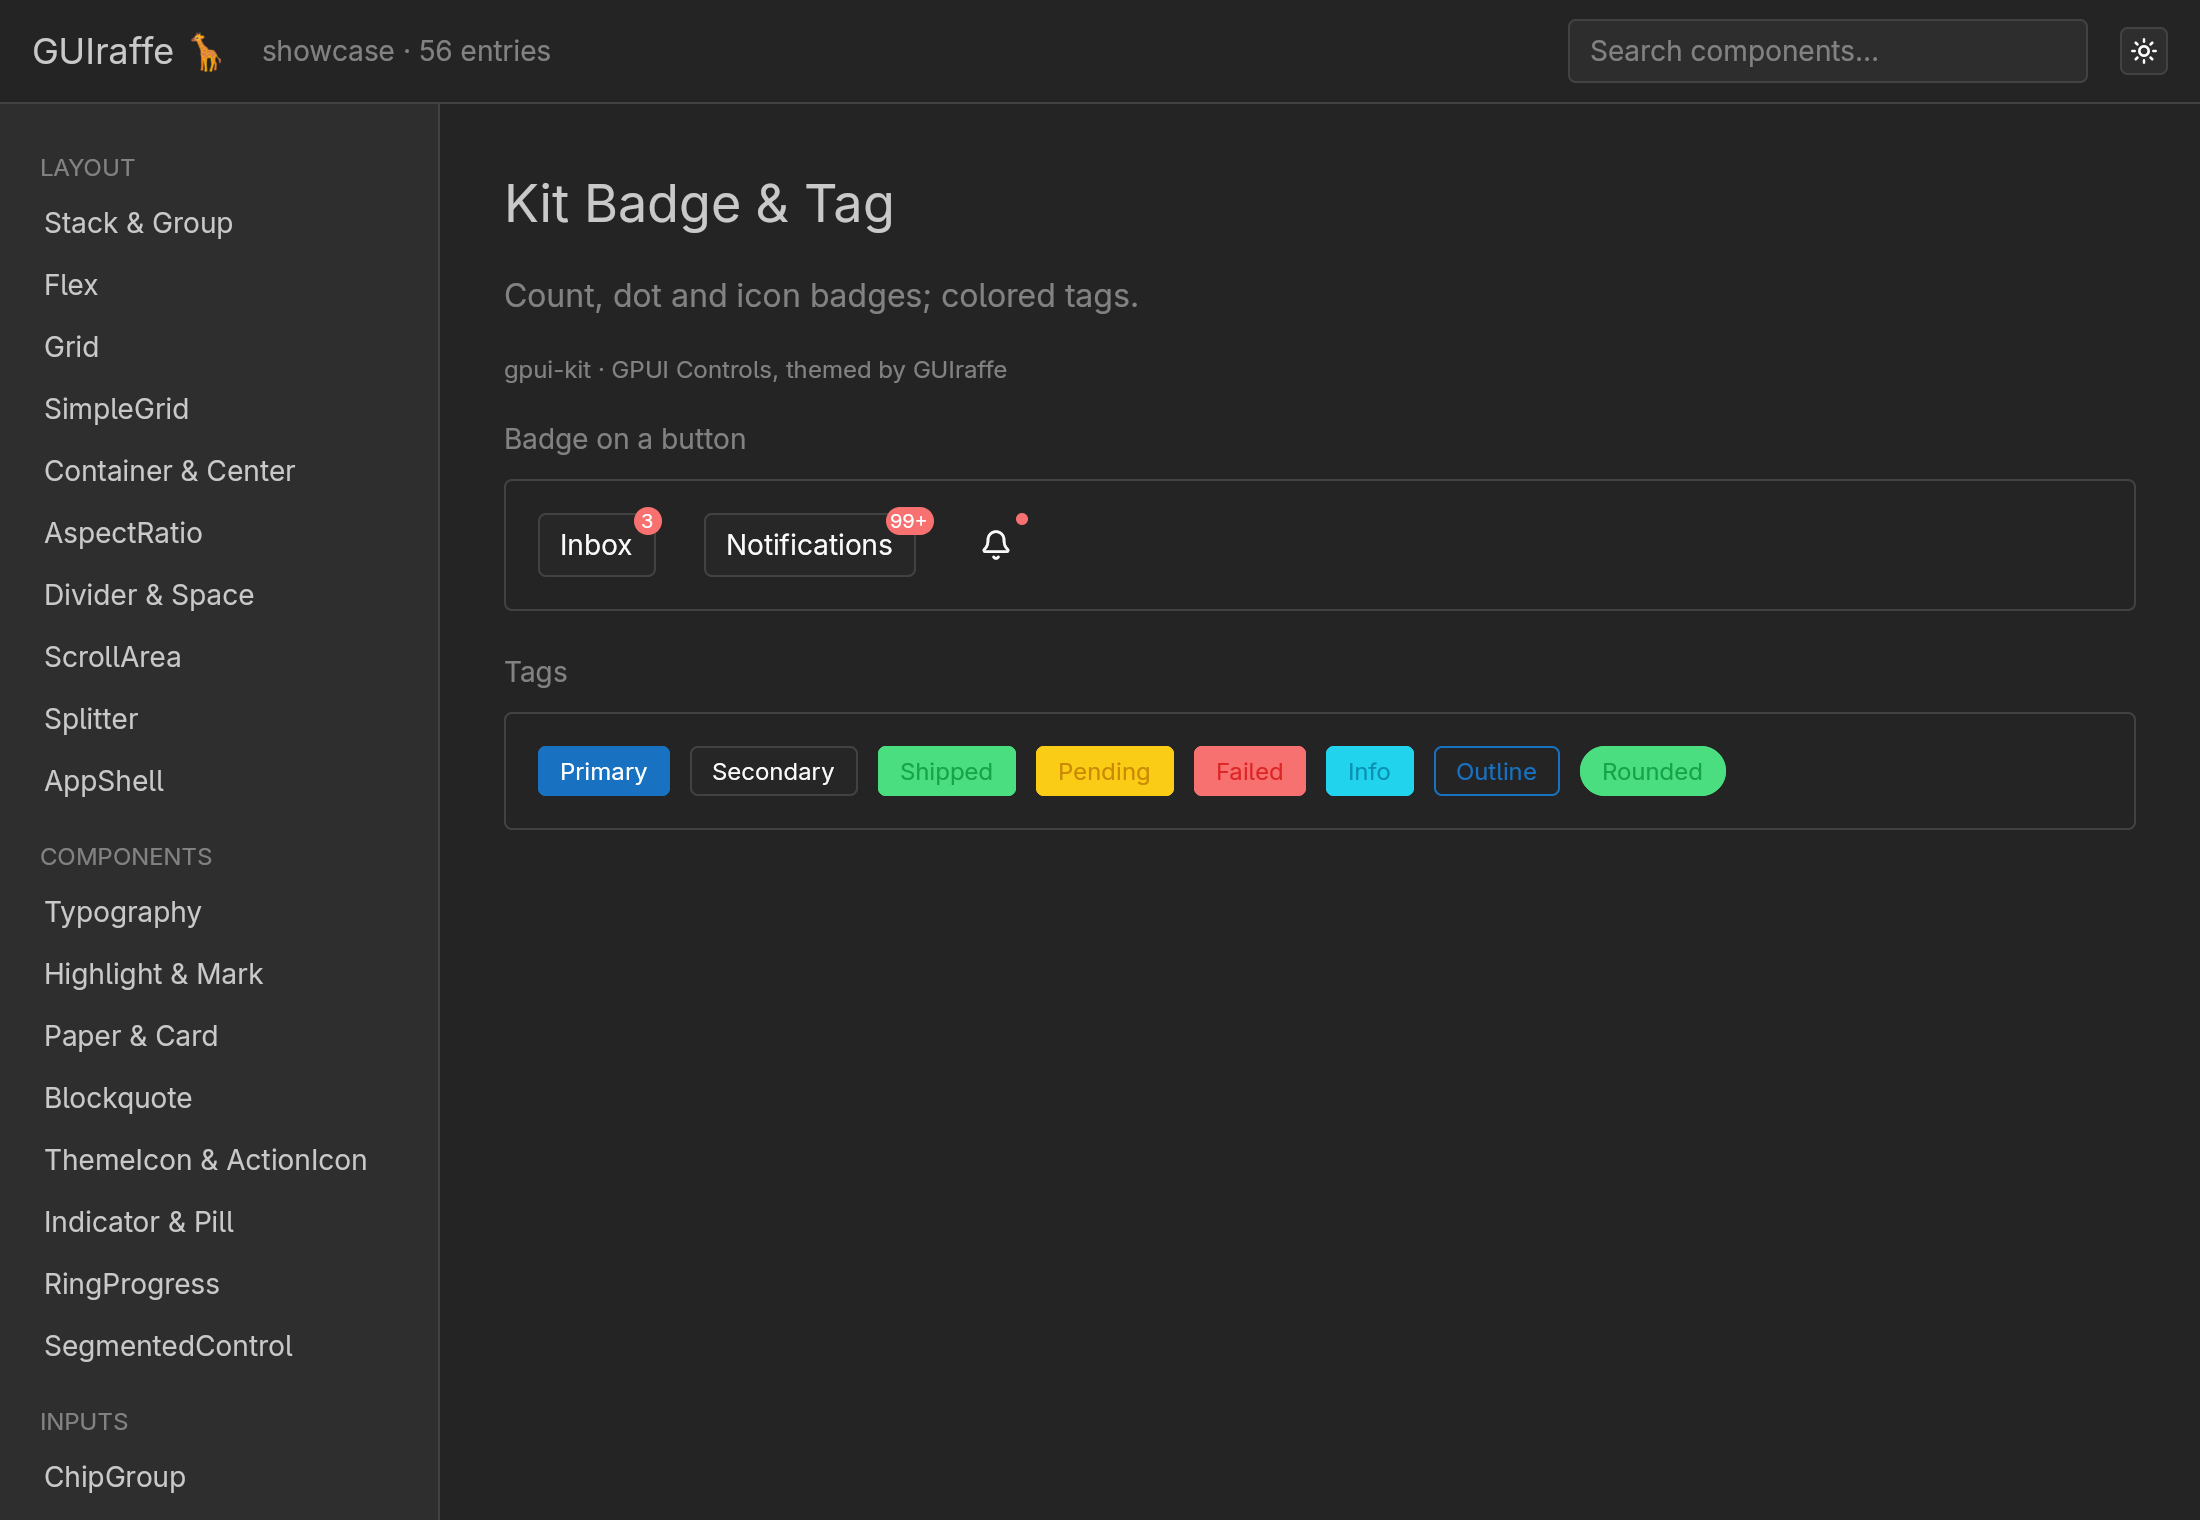 GUIraffe 🦒 showcase · 56 entries
Search components...
LAYOUT
Stack & Group
Flex
Grid
SimpleGrid
Container & Center
AspectRatio
Divider & Space
ScrollArea
Splitter
AppShell
COMPONENTS
Typography
Highlight & Mark
Paper & Card
Blockquote
ThemeIcon & ActionIcon
Indicator & Pill
RingProgress
SegmentedControl
INPUTS
ChipGroup
Kit Badge & Tag
Count, dot and icon badges; colored tags.
gpui-kit · GPUI Controls, themed by GUIraffe
Badge on a button
Inbox 3 Notifications 99+
Tags
Primary Secondary Shipped Pending Failed Info Outline Rounded